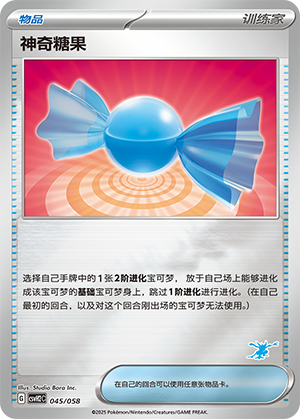 物品
训练家
神奇糖果
选择自己手牌中的1张2阶进化宝可梦，放于自己场上能够进化
成该宝可梦的基础宝可梦身上，跳过1阶进化进行进化。（在自己
最初的回合，以及对这个回合刚出场的宝可梦无法使用。）
Illus. Studio Bora Inc.
G CSVH2C 045/058
在自己的回合可以使用任意张物品卡。
©2025 Pokémon/Nintendo/Creatures/GAME FREAK.